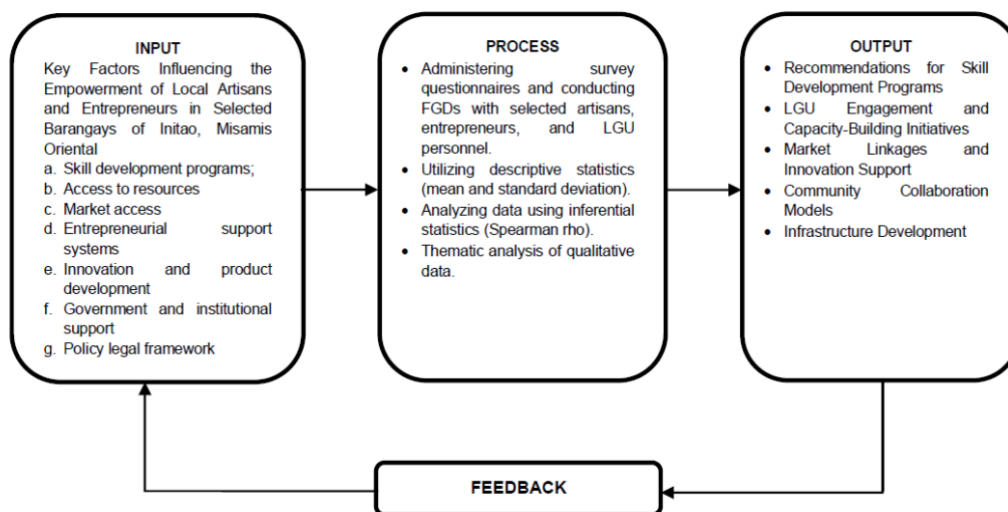 INPUT
Key Factors Influencing the
Empowerment of Local Artisans
and Entrepreneurs in Selected
Barangays of Initao, Misamis
Oriental
a. Skill development programs;
b. Access to resources
c. Market access
d. Entrepreneurial support
systems
e. Innovation and product
development
f. Government and institutional
support
g. Policy legal framework
PROCESS
• Administering survey
questionnaires and conducting
FGDs with selected artisans,
entrepreneurs, and LGU
personnel.
• Utilizing descriptive statistics
(mean and standard deviation).
• Analyzing data using inferential
statistics (Spearman rho).
• Thematic analysis of qualitative
data.
OUTPUT
• Recommendations for Skill
Development Programs
• LGU Engagement and
Capacity-Building Initiatives
• Market Linkages and
Innovation Support
• Community Collaboration
Models
• Infrastructure Development
FEEDBACK